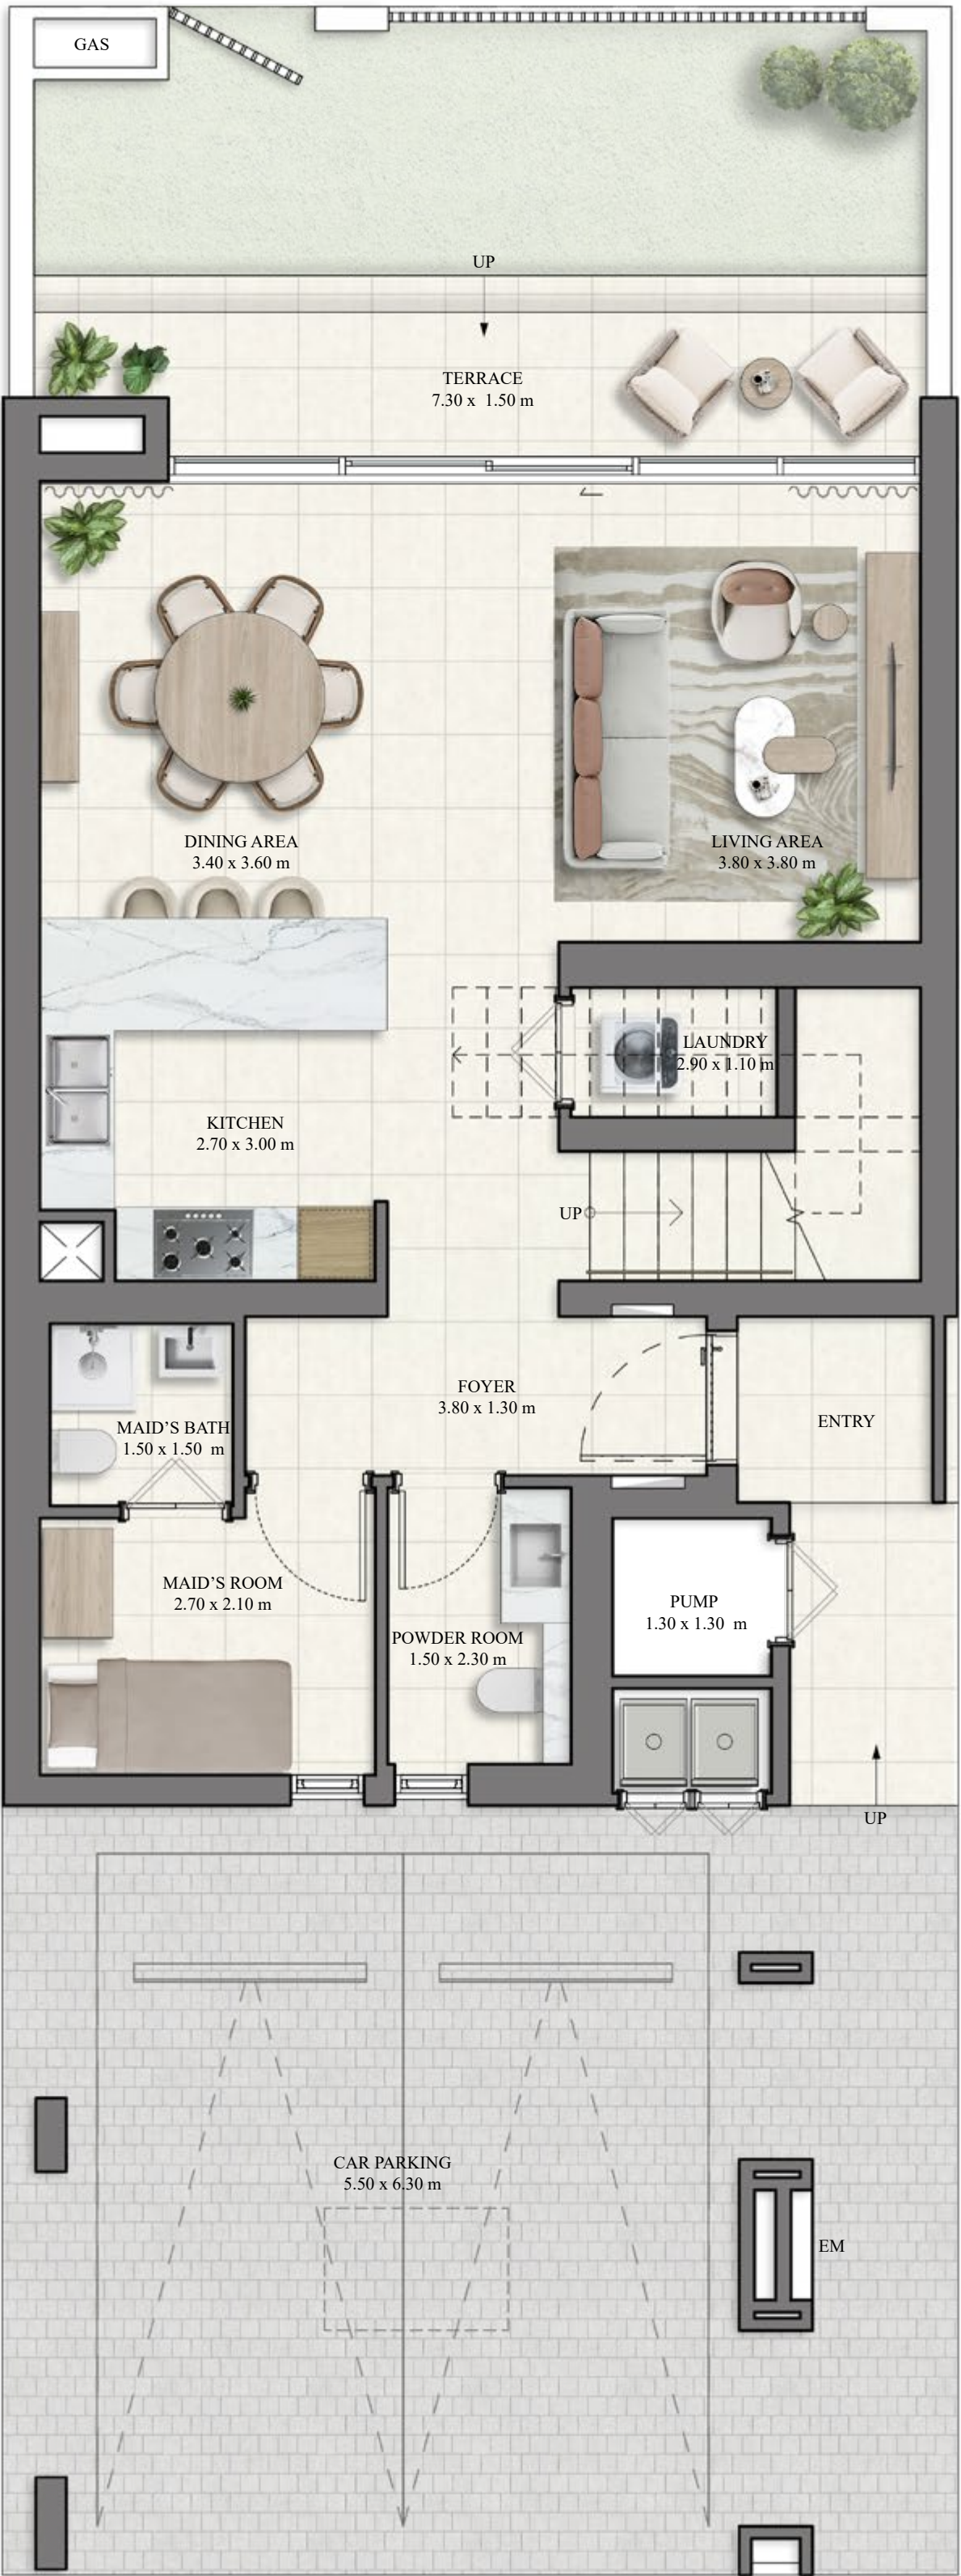 GAS
UP
TERRACE
7.30 x 1.50 m
DINING AREA
3.40 x 3.60 m
LIVING AREA
3.80 x 3.80 m
LAUNDRY
2.90 x 1.10 m
KITCHEN
2.70 x 3.00 m
UP
FOYER
3.80 x 1.30 m
ENTRY
MAID’S BATH
1.50 x 1.50 m
MAID’S ROOM
2.70 x 2.10 m
PUMP
1.30 x 1.30 m
POWDER ROOM
1.50 x 2.30 m
UP
CAR PARKING
5.50 x 6.30 m
EM